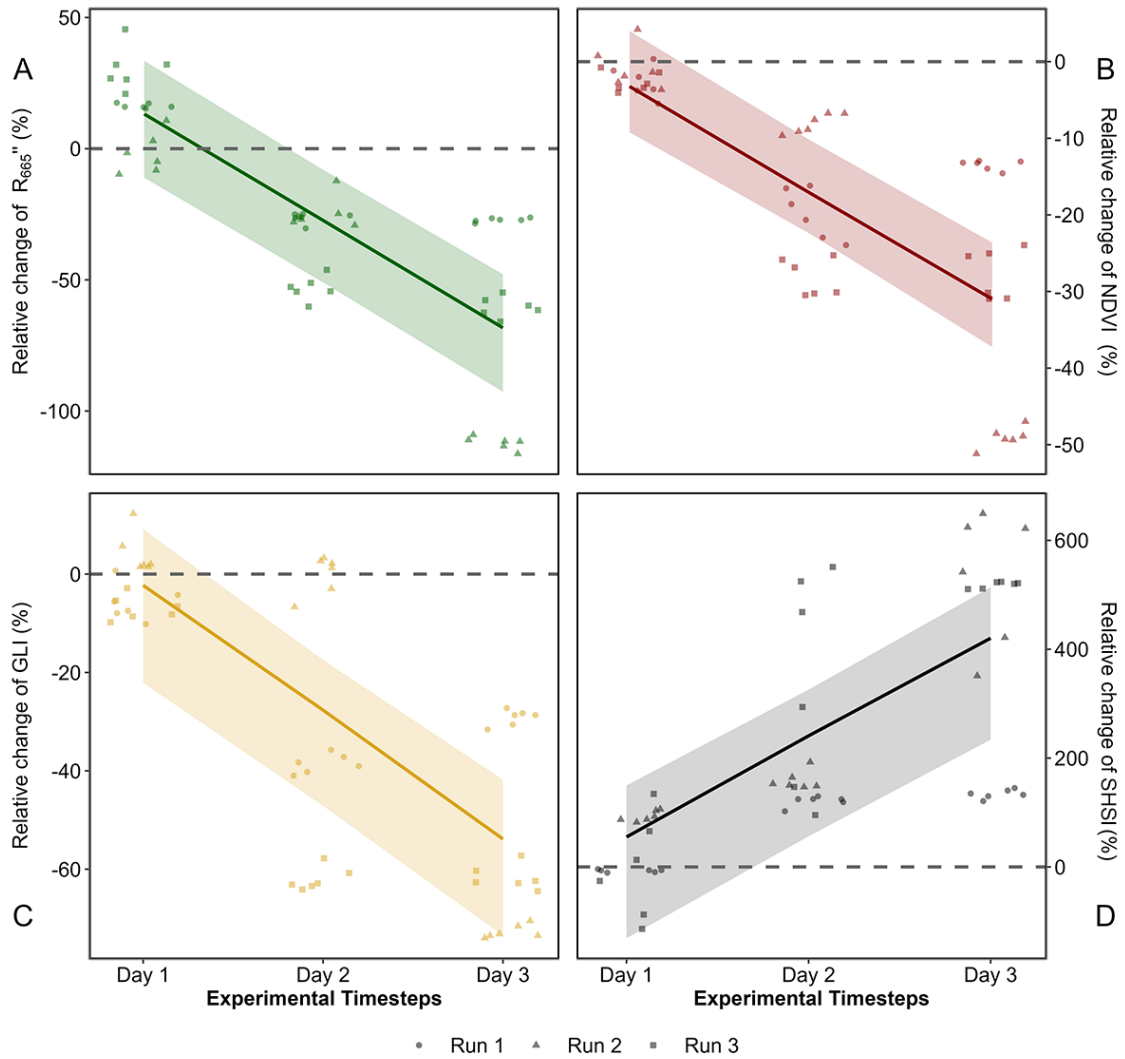 A
Relative change of R₆₆₅" (%)
50
0
-50
-100
B
Relative change of NDVI (%)
0
-10
-20
-30
-40
-50
C
Relative change of GLI (%)
0
-20
-40
-60
D
Relative change of SHSI (%)
600
400
200
0
Day 1 Day 2 Day 3
Experimental Timesteps
Day 1 Day 2 Day 3
Experimental Timesteps
Run 1 Run 2 Run 3